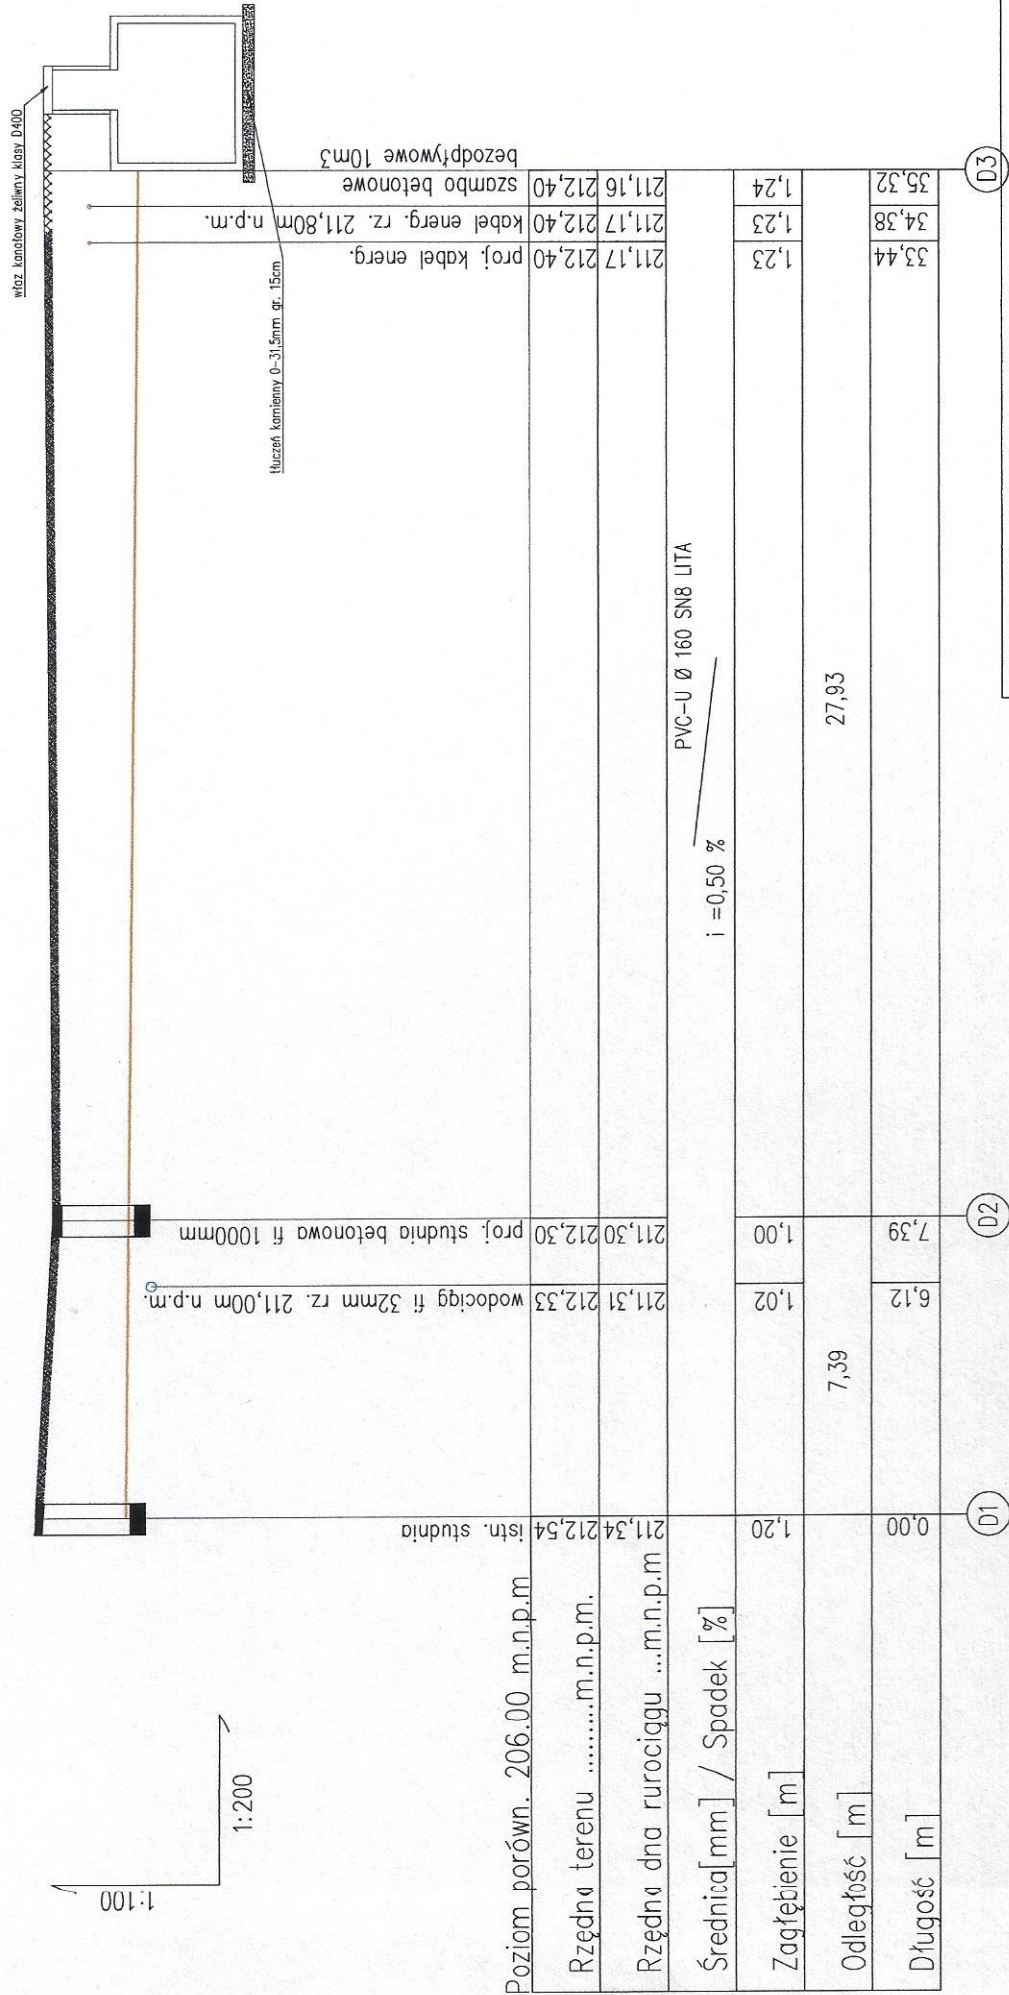 właz kanałowy żeliwny klasy D400
tłuczeń kamienny 0-31,5mm gr. 15cm
1:100
1:200
istn. studnia
wodociąg fi 32mm rz. 211,00m n.p.m.
proj. studnia betonowa fi 1000mm
proj. kabel energ.
kabel energ. rz. 211,80m n.p.m.
szambo betonowe
bezodpływowe 10m3
Poziom porówn. 206.00 m.n.p.m
Rzędna terenu .........m.n.p.m. 212,54 212,33 212,30 212,40 212,40 212,40
Rzędna dna rurociągu ...m.n.p.m 211,34 211,31 211,30 211,17 211,17 211,16
Średnica[mm] / Spadek [%]
PVC-U Ø 160 SN8 LITA
i =0,50 %
Zagłębienie [m] 1,20 1,02 1,00 1,23 1,23 1,24
Odległość [m] 7,39 27,93
Długość [m] 0,00 6,12 7,39 33,44 34,38 35,32
D1 D2 D3